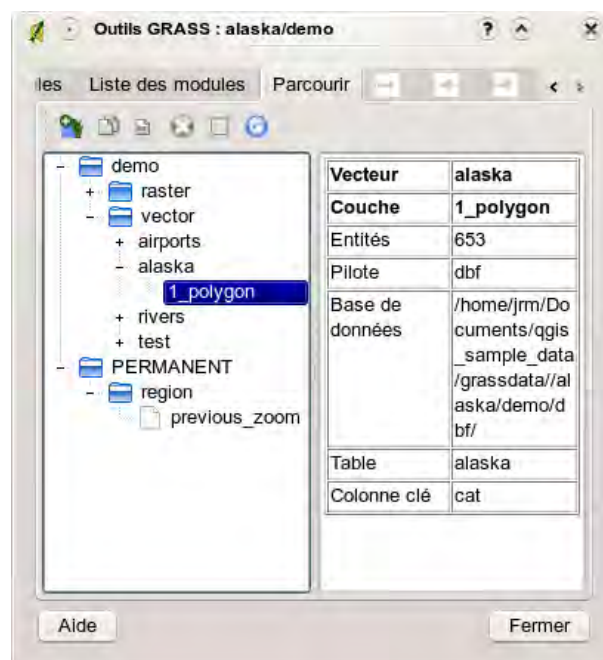 Outils GRASS : alaska/demo
les Liste des modules Parcourir
demo
raster
vector
airports
alaska
1_polygon
rivers
test
PERMANENT
region
previous_zoom
Vecteur alaska
Couche 1_polygon
Entités 653
Pilote dbf
Base de /home/jrm/Do
données cuments/qgis
_sample_data
/grassdata//al
aska/demo/d
bf/
Table alaska
Colonne clé cat
Aide Fermer